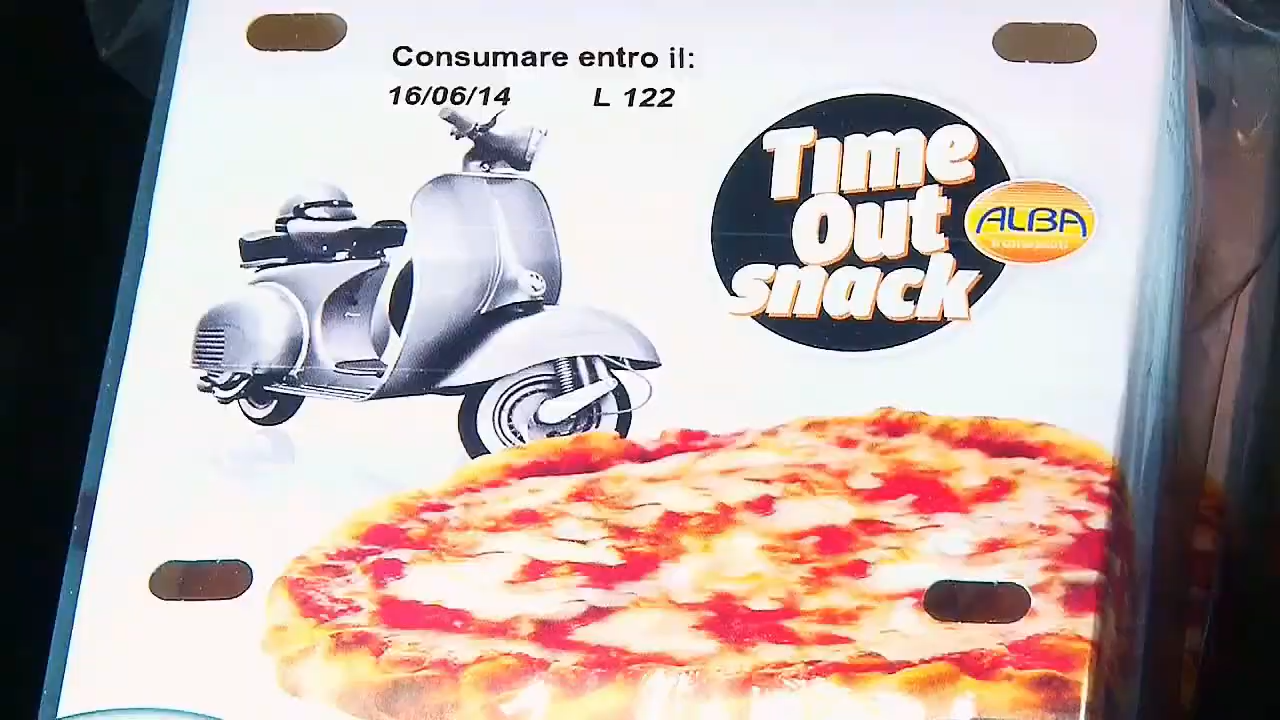 Consumare entro il:
16/06/14 L 122
Time
Out
snack
ALBA